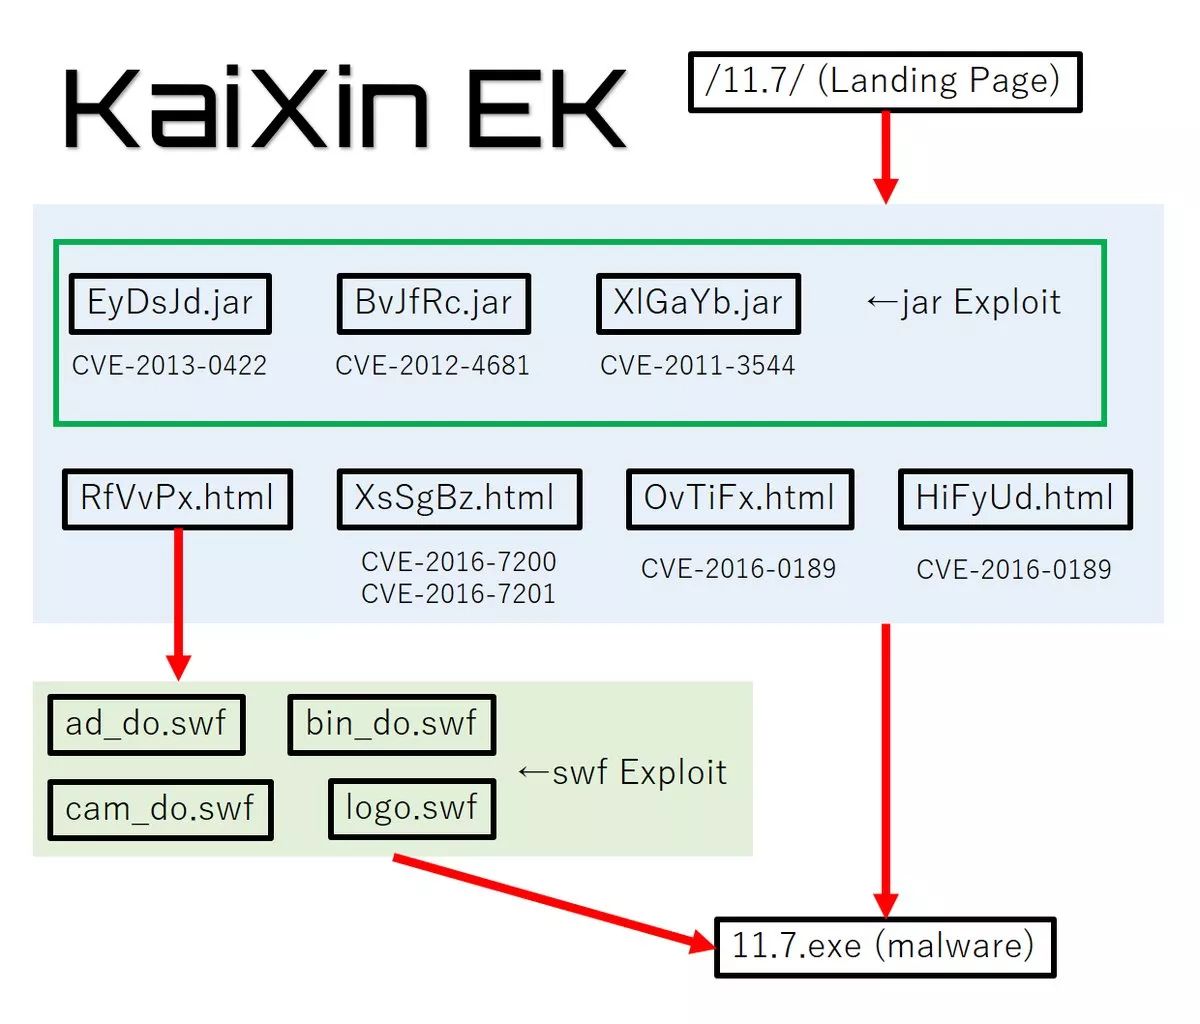 KaiXin EK
/11.7/ (Landing Page)
EyDsJd.jar
BvJfRc.jar
XlGaYb.jar
←jar Exploit
CVE-2013-0422
CVE-2012-4681
CVE-2011-3544
RfVvPx.html
XsSgBz.html
OvTiFx.html
HiFyUd.html
CVE-2016-7200
CVE-2016-7201
CVE-2016-0189
CVE-2016-0189
ad_do.swf
bin_do.swf
cam_do.swf
logo.swf
←swf Exploit
11.7.exe (malware)